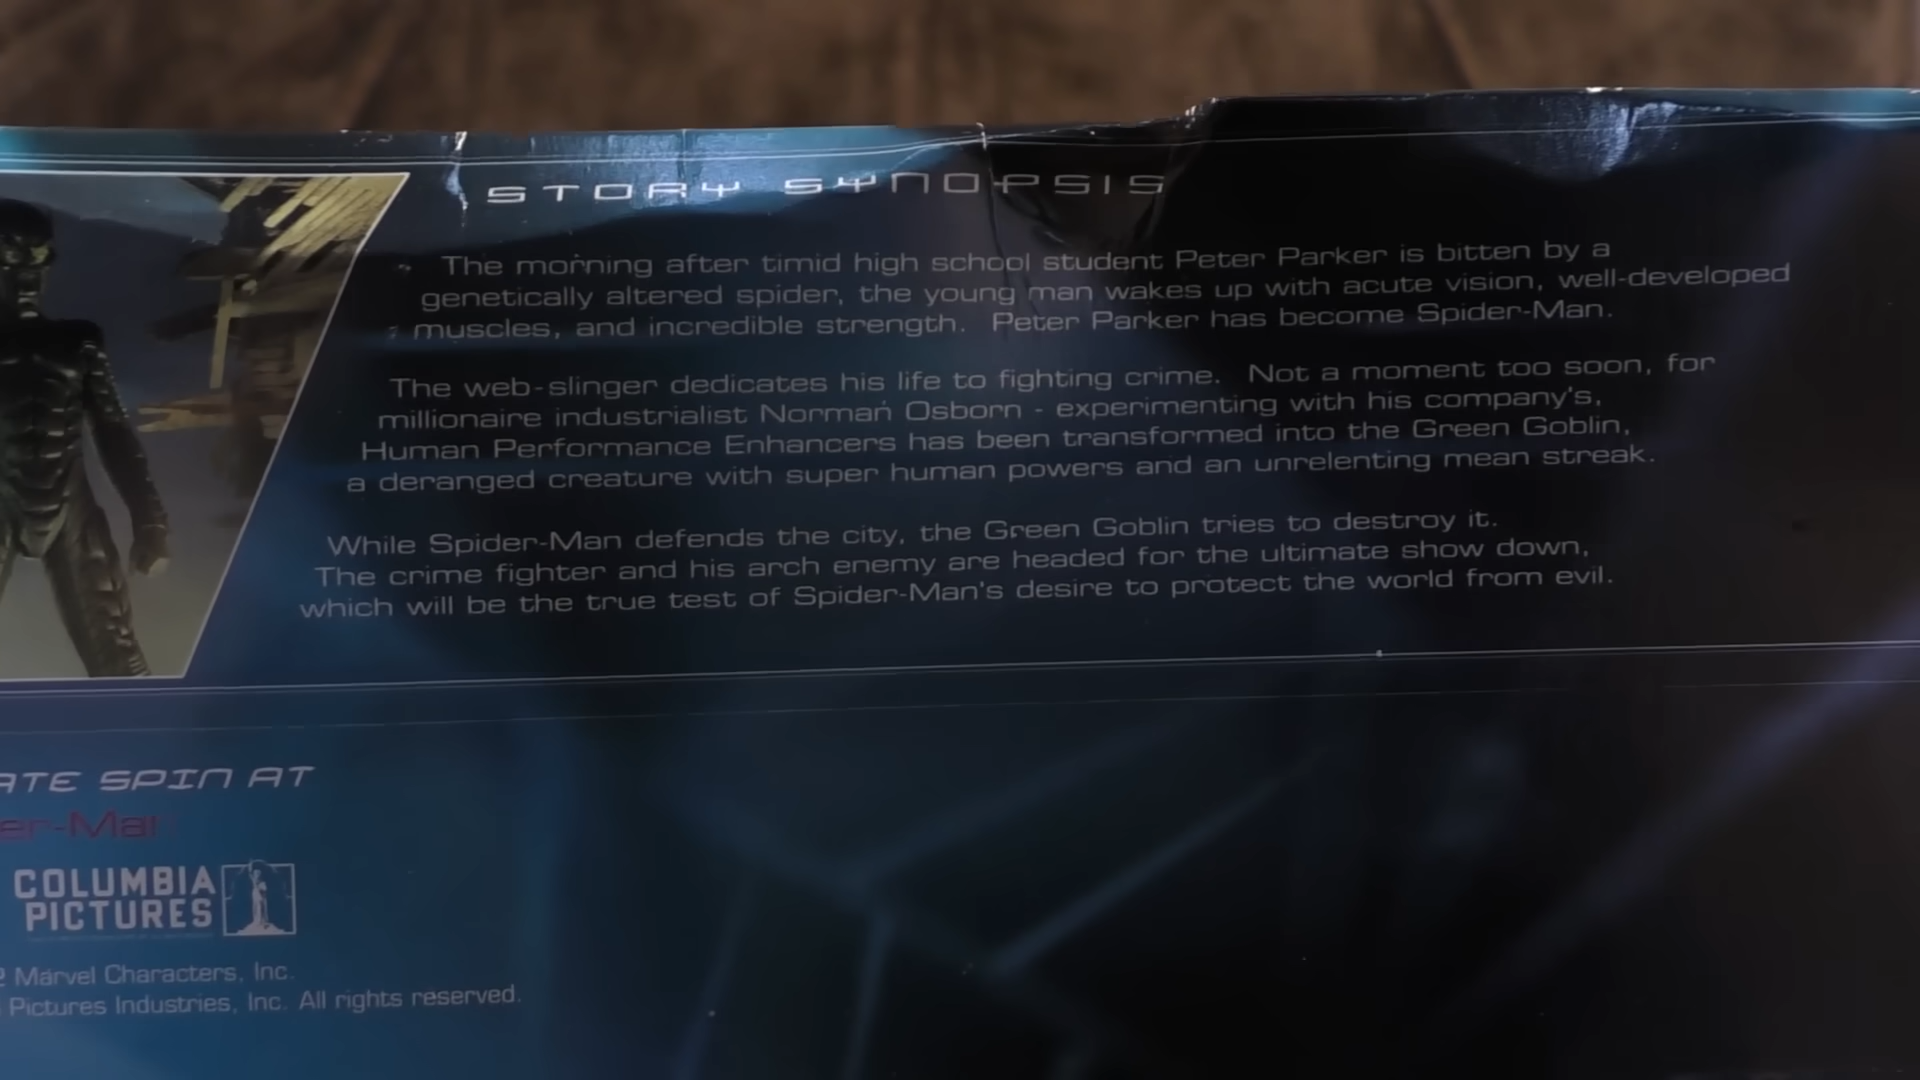 STORY SYNOPSIS
The morning after timid high school student Peter Parker is bitten by a
genetically altered spider, the young man wakes up with acute vision, well-developed
muscles, and incredible strength. Peter Parker has become Spider-Man.
The web-slinger dedicates his life to fighting crime. Not a moment too soon, for
millionaire industrialist Norman Osborn - experimenting with his company's,
Human Performance Enhancers has been transformed into the Green Goblin,
a deranged creature with super human powers and an unrelenting mean streak.
While Spider-Man defends the city, the Green Goblin tries to destroy it.
The crime fighter and his arch enemy are headed for the ultimate show down,
which will be the true test of Spider-Man's desire to protect the world from evil.
ATE SPIN AT
er-Man
COLUMBIA
PICTURES
Marvel Characters, Inc.
Pictures Industries, Inc. All rights reserved.